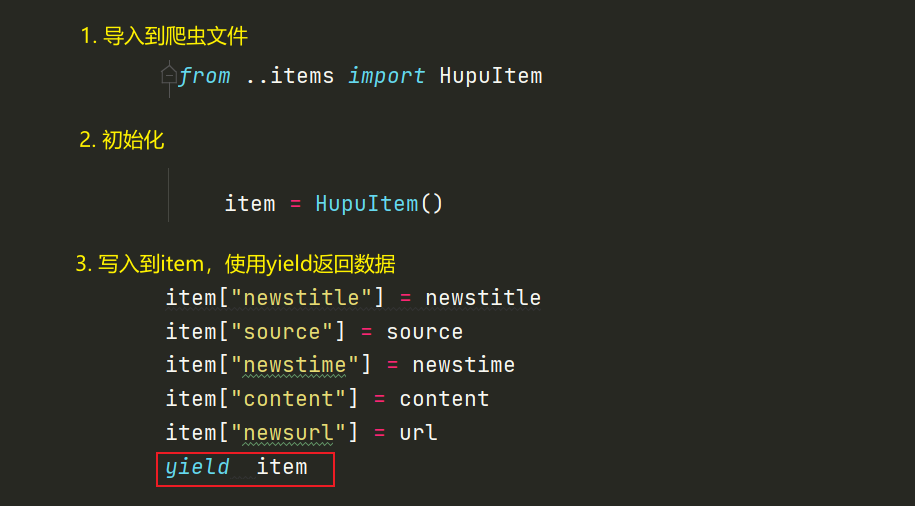 1. 导入到爬虫文件
from ..items import HupuItem
2. 初始化
item = HupuItem()
3. 写入到item，使用yield返回数据
item["newstitle"] = newstitle
item["source"] = source
item["newstime"] = newstime
item["content"] = content
item["newsurl"] = url
yield  item